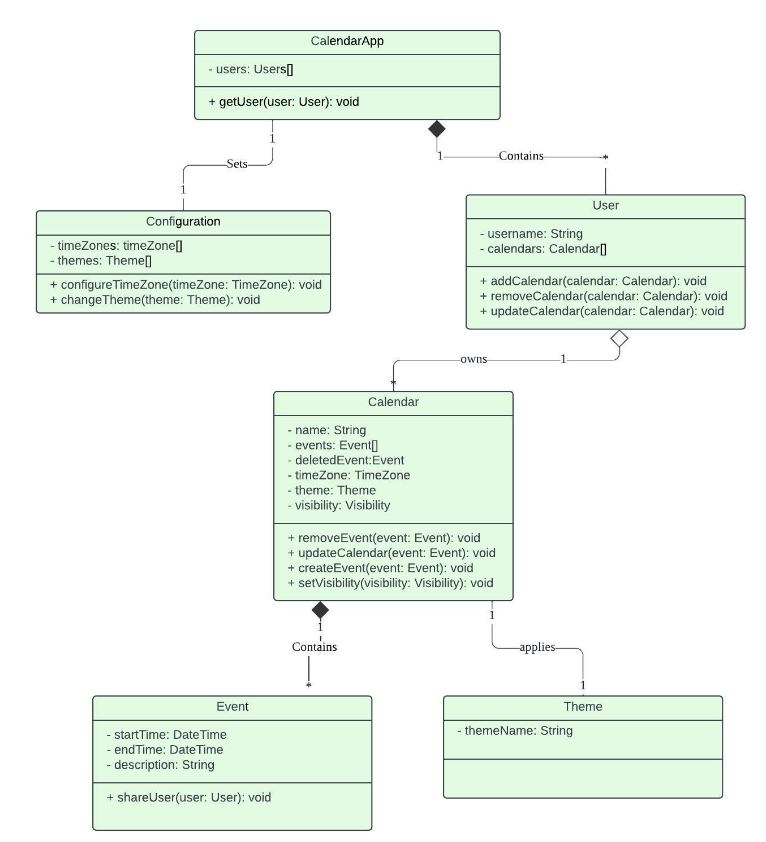 CalendarApp
- users: Users[]
+ getUser(user: User): void
1
Sets
1
1
Contains
*
Configuration
- timeZones: timeZone[]
- themes: Theme[]
+ configureTimeZone(timeZone: TimeZone): void
+ changeTheme(theme: Theme): void
User
- username: String
- calendars: Calendar[]
+ addCalendar(calendar: Calendar): void
+ removeCalendar(calendar: Calendar): void
+ updateCalendar(calendar: Calendar): void
owns
1
*
Calendar
- name: String
- events: Event[]
- deletedEvent:Event
- timeZone: TimeZone
- theme: Theme
- visibility: Visibility
+ removeEvent(event: Event): void
+ updateCalendar(event: Event): void
+ createEvent(event: Event): void
+ setVisibility(visibility: Visibility): void
1
Contains
*
1
applies
1
Event
- startTime: DateTime
- endTime: DateTime
- description: String
+ shareUser(user: User): void
Theme
- themeName: String